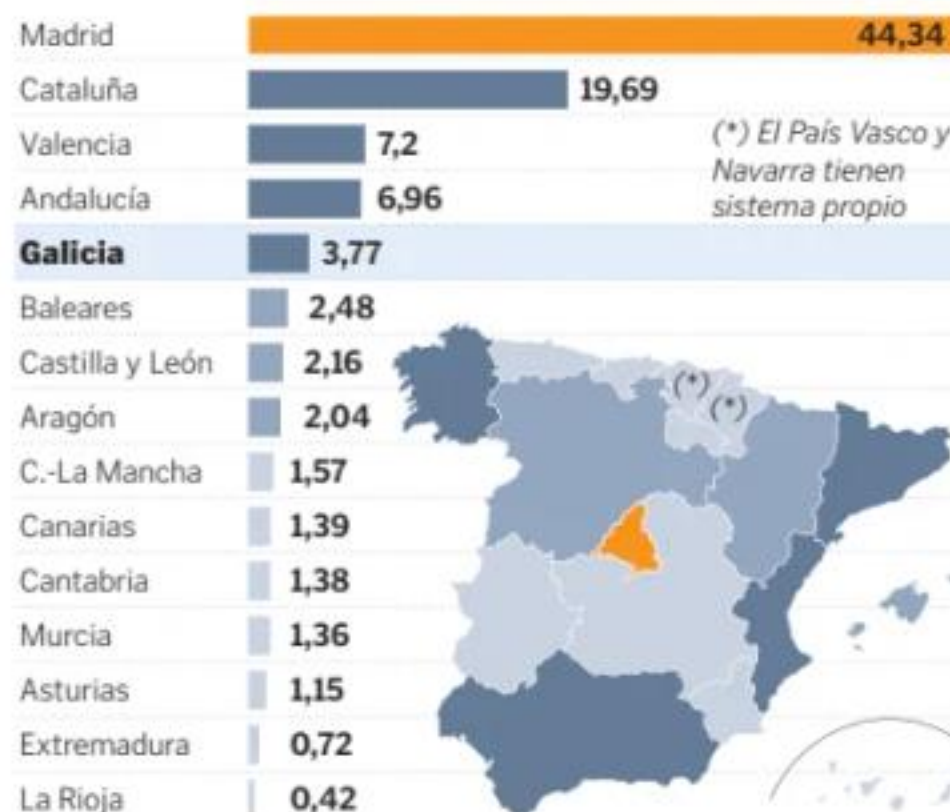 Madrid 44,34
Cataluña 19,69
(*) El País Vasco y
Valencia 7,2
Navarra tienen
Andalucía 6,96
sistema propio
Galicia 3,77
Baleares 2,48
Castilla y León 2,16
(*)
(*)
Aragón 2,04
C.-La Mancha 1,57
Canarias 1,39
Cantabria 1,38
Murcia 1,36
Asturias 1,15
Extremadura 0,72
La Rioja 0,42